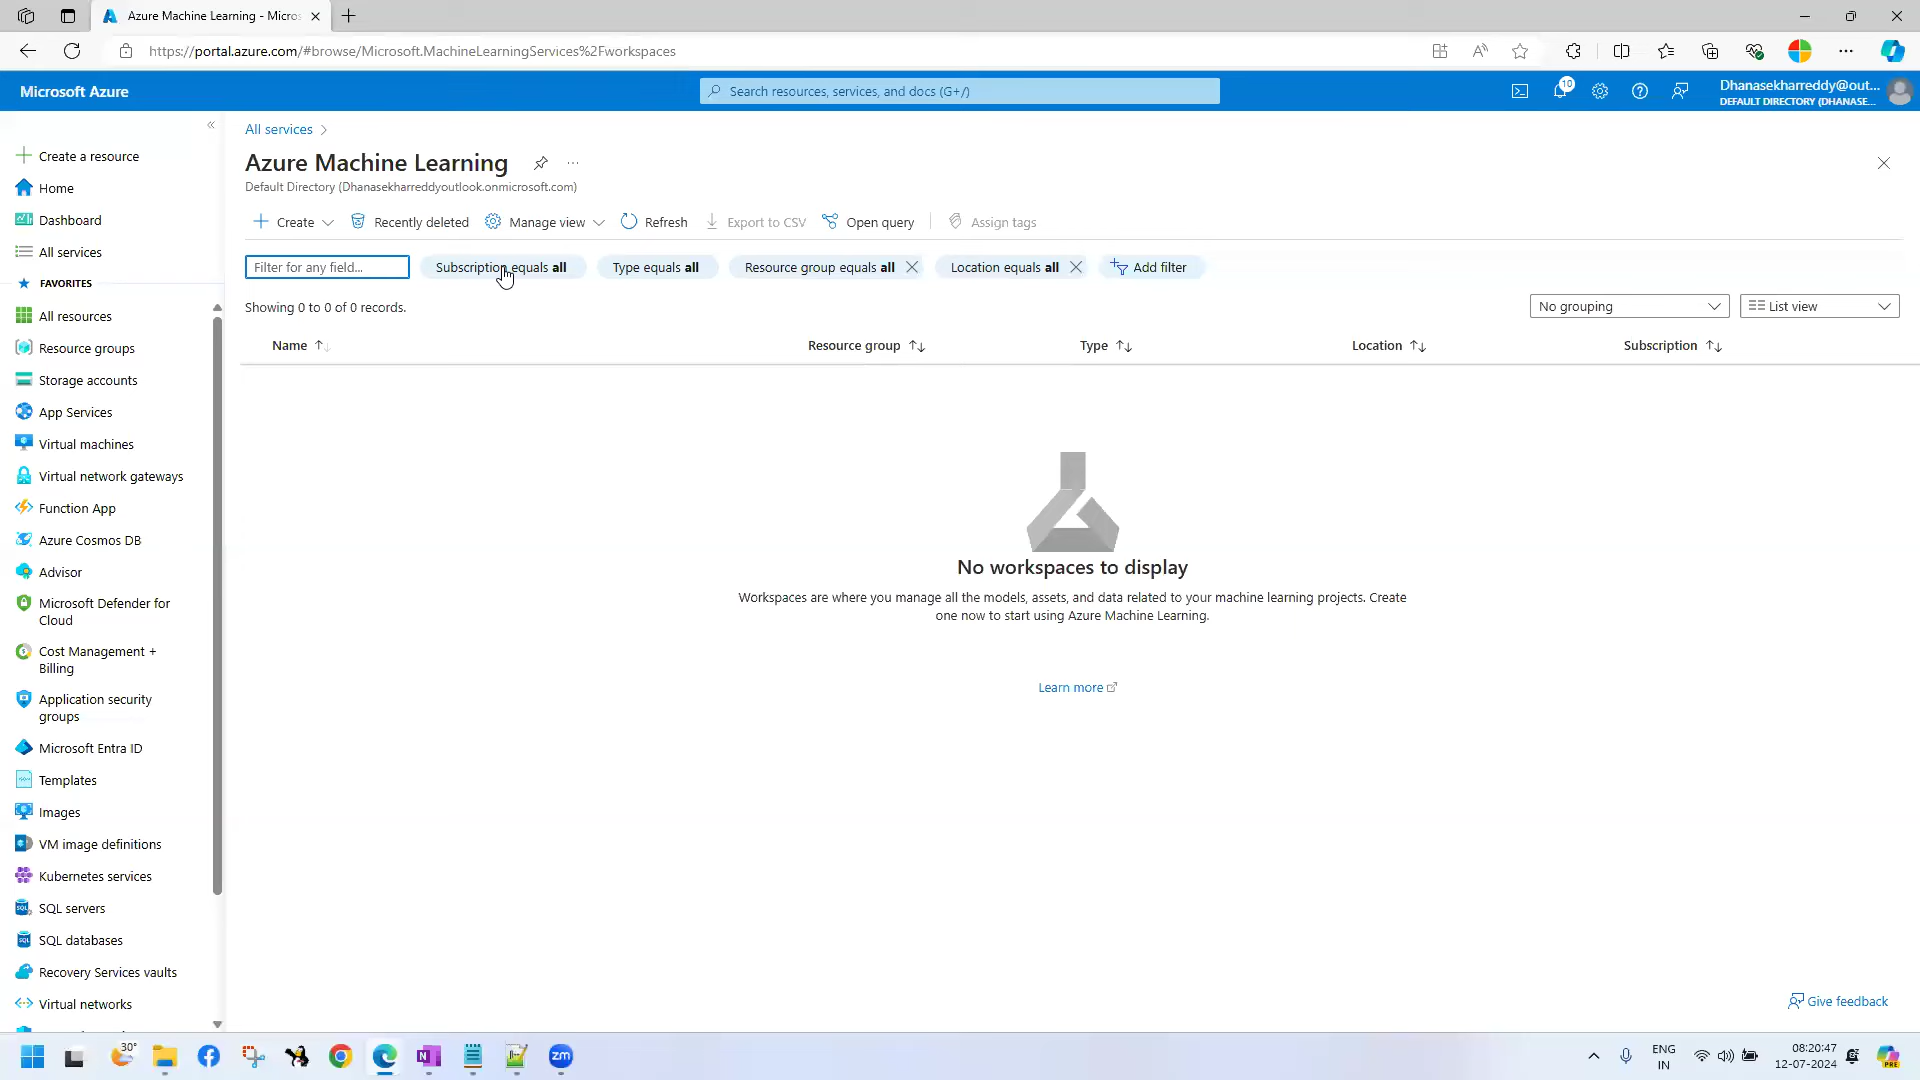 Azure Machine Learning - Micros
https://portal.azure.com/#browse/Microsoft.MachineLearningServices%2Fworkspaces
Microsoft Azure
Search resources, services, and docs (G+/)
10
Dhanasekharreddy@out...
DEFAULT DIRECTORY (DHANASE...
All services
Azure Machine Learning
Default Directory (Dhanasekharreddyoutlook.onmicrosoft.com)
Create
Recently deleted
Manage view
Refresh
Export to CSV
Open query
Assign tags
Filter for any field...
Subscription equals all
Type equals all
Resource group equals all
Location equals all
Add filter
Showing 0 to 0 of 0 records.
No grouping
List view
Name
Resource group
Type
Location
Subscription
No workspaces to display
Workspaces are where you manage all the models, assets, and data related to your machine learning projects. Create
one now to start using Azure Machine Learning.
Learn more
Give feedback
Create a resource
Home
Dashboard
All services
FAVORITES
All resources
Resource groups
Storage accounts
App Services
Virtual machines
Virtual network gateways
Function App
Azure Cosmos DB
Advisor
Microsoft Defender for
Cloud
Cost Management +
Billing
Application security
groups
Microsoft Entra ID
Templates
Images
VM image definitions
Kubernetes services
SQL servers
SQL databases
Recovery Services vaults
Virtual networks
30°
zm
ENG
IN
08:20:47
12-07-2024
PRE